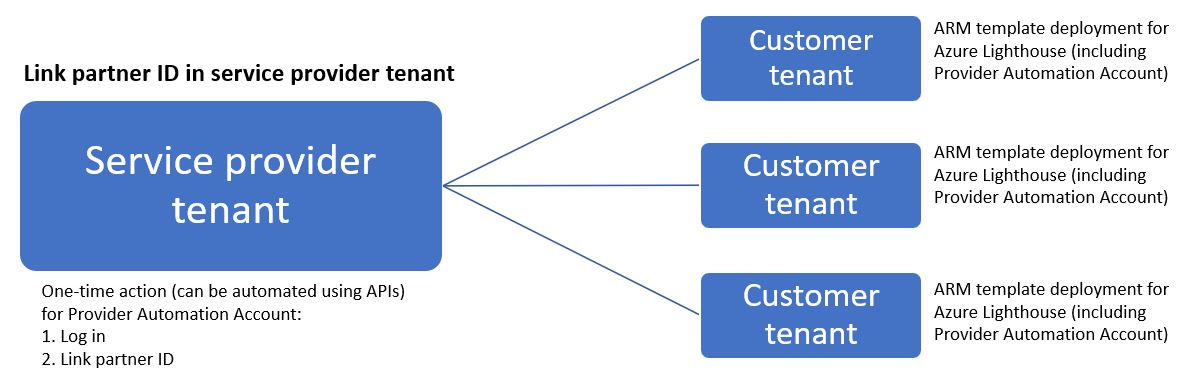 Link partner ID in service provider tenant
Service provider
tenant
One-time action (can be automated using APIs)
for Provider Automation Account:
1. Log in
2. Link partner ID
Customer
tenant
ARM template deployment for
Azure Lighthouse (including
Provider Automation Account)
Customer
tenant
ARM template deployment for
Azure Lighthouse (including
Provider Automation Account)
Customer
tenant
ARM template deployment for
Azure Lighthouse (including
Provider Automation Account)